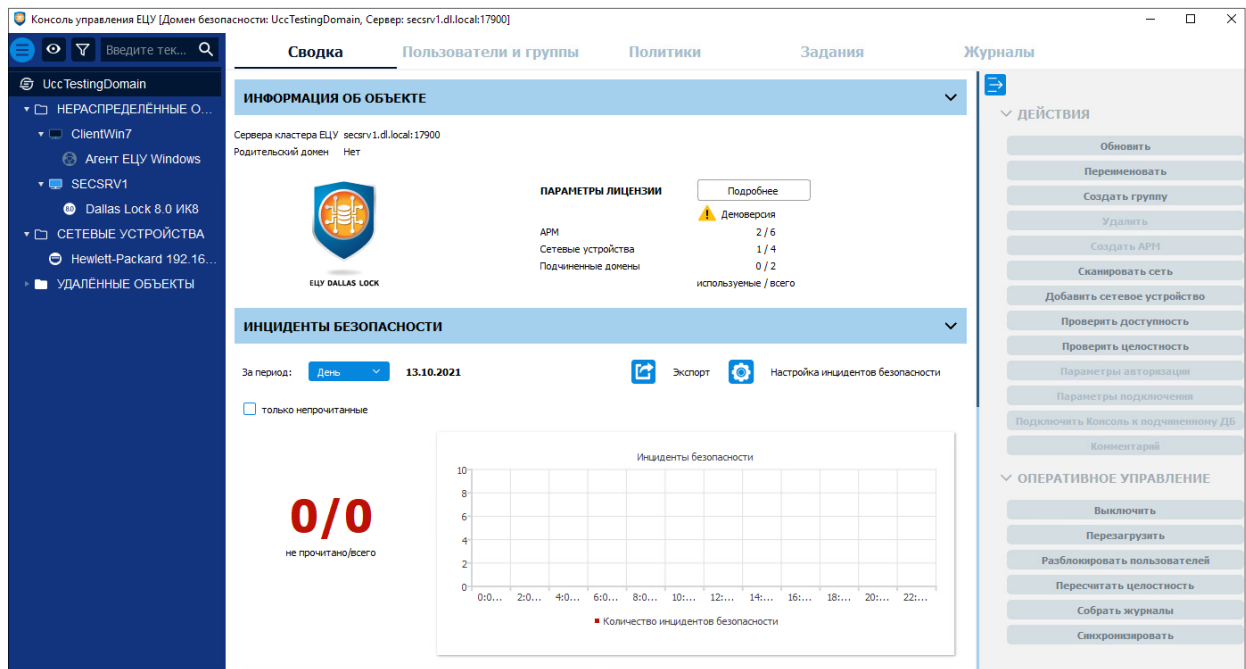 Консоль управления ЕЦУ [Домен безопасности: UccTestingDomain, Сервер: secsrv1.dl.local:17900]
Введите тек...
Сводка
Пользователи и группы
Политики
Задания
Журналы
UccTestingDomain
НЕРАСПРЕДЕЛЁННЫЕ О...
ClientWin7
Агент ЕЦУ Windows
SECSRV1
8.0 Dallas Lock 8.0 ИК8
СЕТЕВЫЕ УСТРОЙСТВА
Hewlett-Packard 192.16...
УДАЛЁННЫЕ ОБЪЕКТЫ
ИНФОРМАЦИЯ ОБ ОБЪЕКТЕ
Сервера кластера ЕЦУ secsrv1.dl.local:17900
Родительский домен Нет
ЕЦУ DALLAS LOCK
ПАРАМЕТРЫ ЛИЦЕНЗИИ Подробнее
Демоверсия
АРМ 2 / 6
Сетевые устройства 1 / 4
Подчиненные домены 0 / 2
используемые / всего
ИНЦИДЕНТЫ БЕЗОПАСНОСТИ
За период: День 13.10.2021 Экспорт Настройка инцидентов безопасности
только непрочитанные
0/0
не прочитано/всего
Инциденты безопасности
10
8
6
4
2
0
0:0... 2:0... 4:0... 6:0... 8:0... 10:... 12:... 14:... 16:... 18:... 20:... 22:...
Количество инцидентов безопасности
ДЕЙСТВИЯ
Обновить
Переименовать
Создать группу
Удалить
Создать АРМ
Сканировать сеть
Добавить сетевое устройство
Проверить доступность
Проверить целостность
Параметры авторизации
Параметры подключения
Подключить Консоль к подчиненному ДБ
Комментарий
ОПЕРАТИВНОЕ УПРАВЛЕНИЕ
Выключить
Перезагрузить
Разблокировать пользователей
Пересчитать целостность
Собрать журналы
Синхронизировать